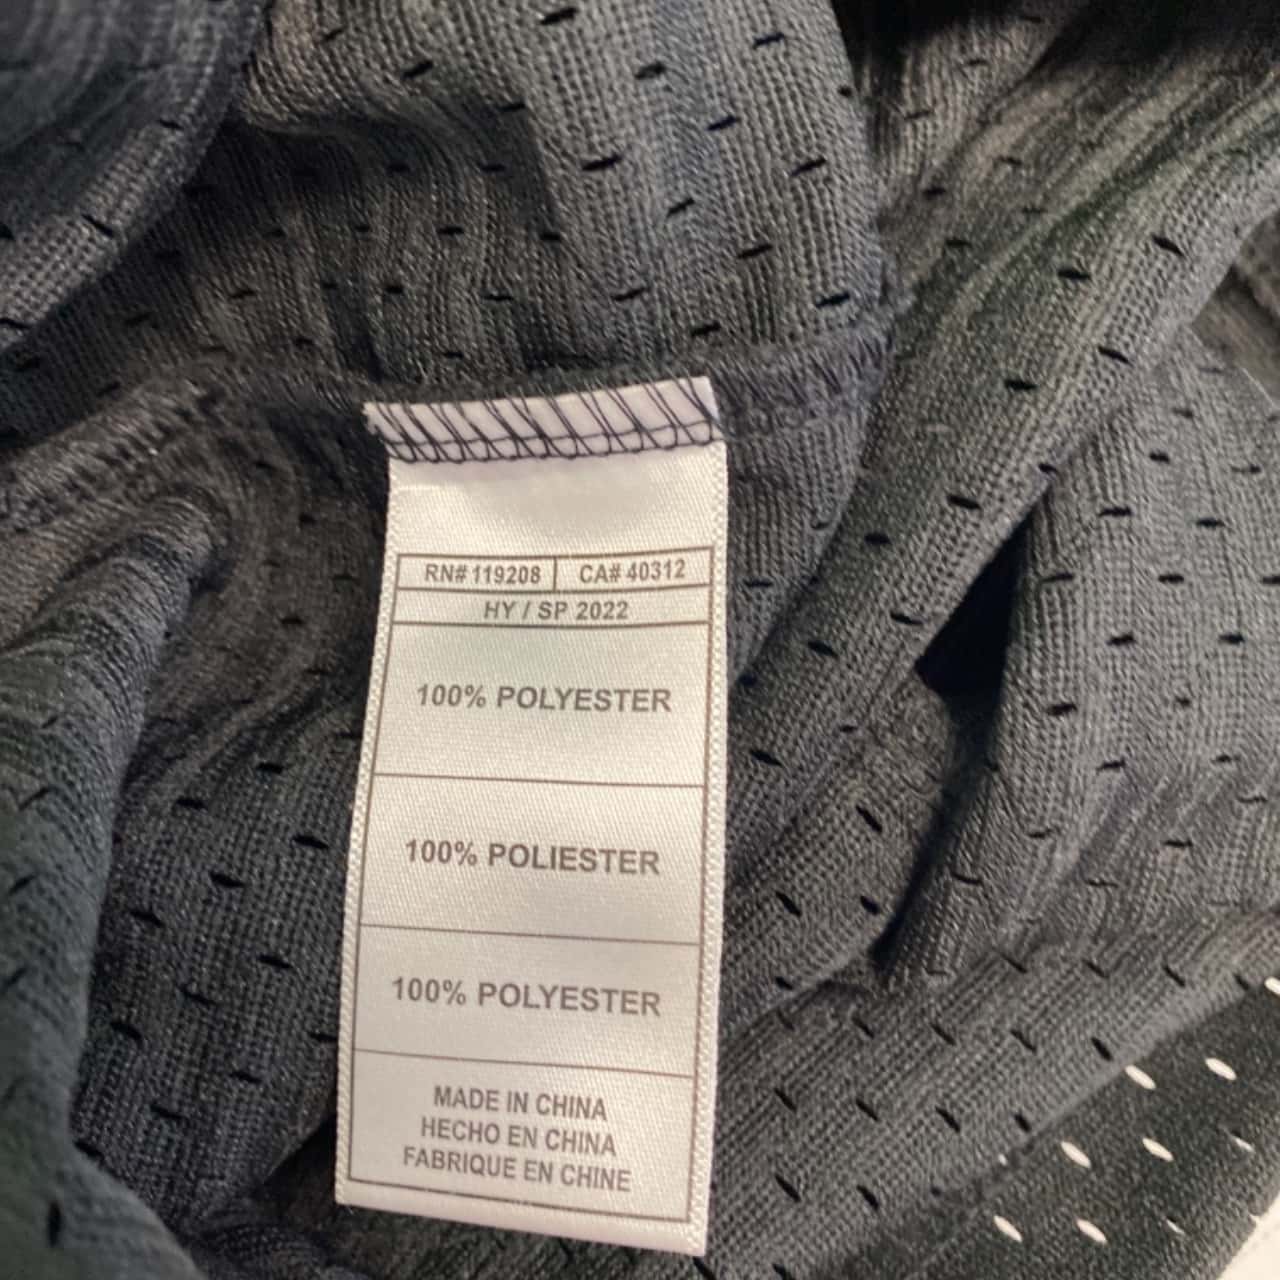 RN# 119208 CA# 40312
HY / SP 2022
100% POLYESTER
100% POLIESTER
100% POLYESTER
MADE IN CHINA
HECHO EN CHINA
FABRIQUE EN CHINE